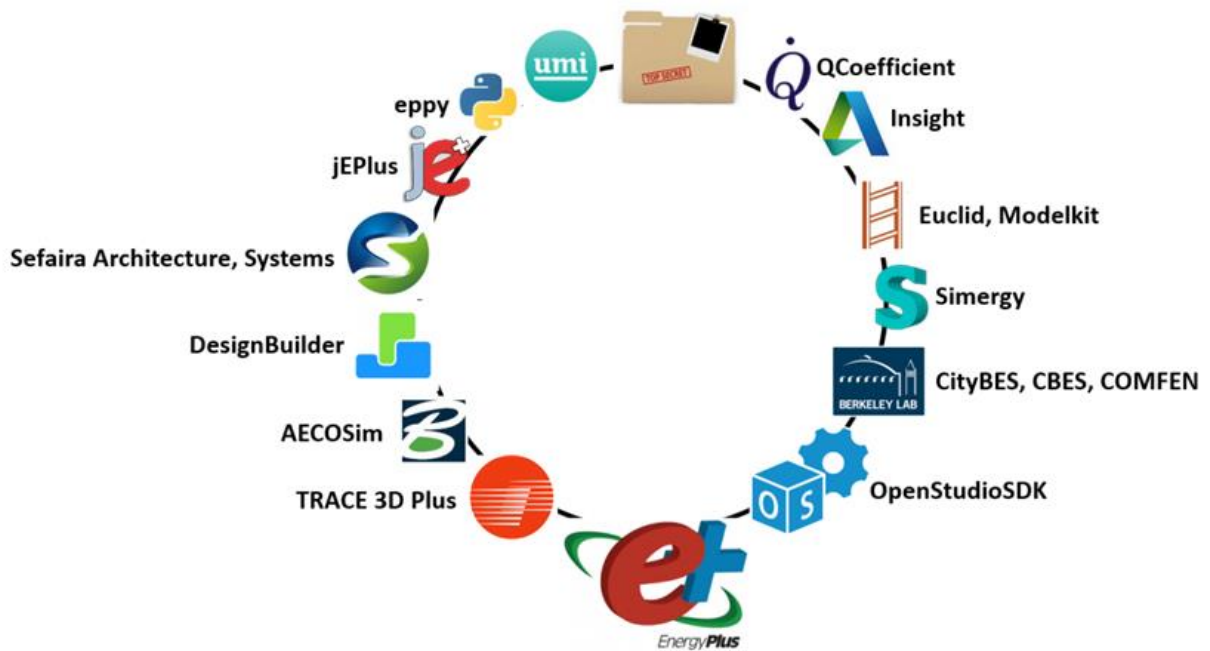 umi
TOP SECRET
Q
QCoefficient
eppy
Insight
jEPlus
je+
Euclid, Modelkit
Sefaira Architecture, Systems
S
Simergy
DesignBuilder
BERKELEY LAB
CityBES, CBES, COMFEN
AECOSim
B
TRACE 3D Plus
OS
OpenStudioSDK
e+
EnergyPlus